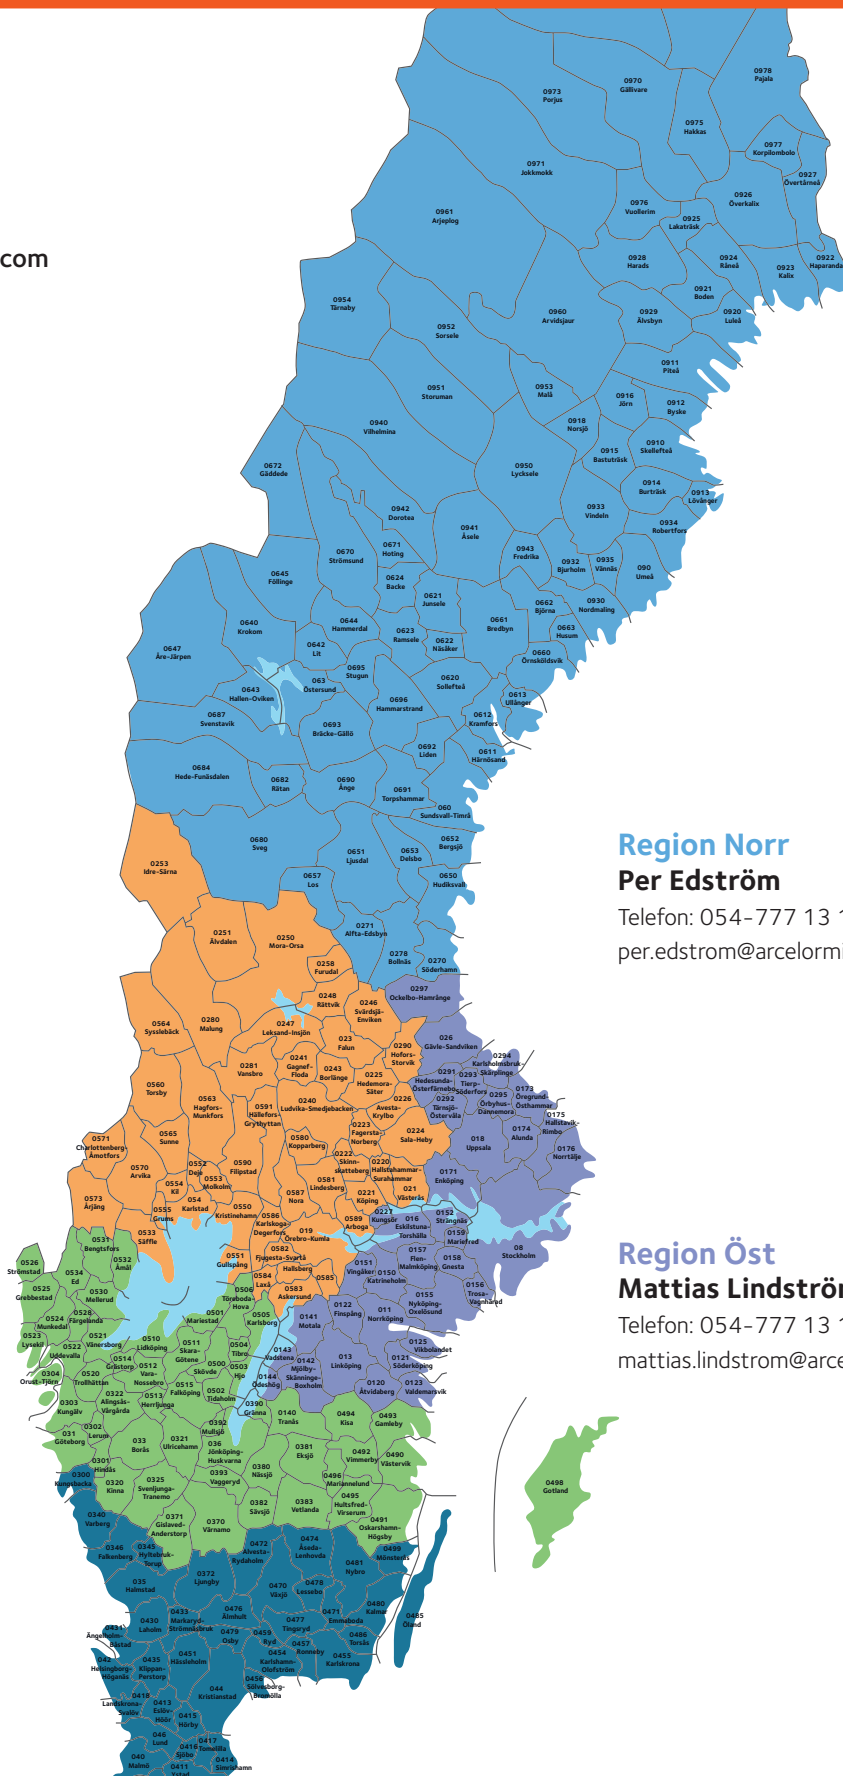 com
0978
Pajala
0970
Gällivare
0973
Porjus
0975
Hakkas
0977
Korpilombolo
0971
Jokkmokk
0927
Övertårneå
0926
Överkalix
0976
Vuollerim
0961
Arjeplog
0925
Lakaträsk
0928
Harads
0924
Råneå
0923
Kalix
0922
Haparanda
0921
Boden
0954
Tärnaby
0960
Arvidsjaur
0929
Älvsbyn
0920
Luleå
0952
Sorsele
0911
Piteå
0951
Storuman
0953
Malå
0916
Jörn
0912
Byske
0940
Vilhelmina
0918
Norsjö
0910
Skellefteå
0915
Bastuträsk
0672
Gäddede
0950
Lycksele
0914
Burträsk
0913
Lövånger
0942
Dorotea
0933
Vindeln
0934
Robertfors
0941
Åsele
0671
Hoting
0670
Strömsund
0943
Fredrika
0932
Bjurholm
0935
Vännäs
090
Umeå
0645
Föllinge
0624
Backe
0621
Junsele
0662
Björna
0930
Nordmaling
0640
Krokom
0644
Hammerdal
0661
Bredbyn
0663
Husum
0623
Ramsele
0622
Näsåker
0647
Åre-Järpen
0642
Lit
0660
Örnsköldsvik
0695
Stugun
063
Östersund
0620
Sollefteå
0643
Hallen-Oviken
0613
Ullånger
0696
Hammarstrand
0687
Svenstavik
0612
Kramfors
0693
Bräcke-Gällö
0692
Liden
0611
Härnösand
0684
Hede-Funäsdalen
0682
Rätan
0690
Ånge
0691
Torpshammar
060
Sundsvall-Timrå
0680
Sveg
0652
Bergsjö
0651
Ljusdal
0653
Delsbo
0253
Idre-Särna
0657
Los
0650
Hudiksvall
0271
Alfta-Edsbyn
0251
Älvdalen
0250
Mora-Orsa
0278
Bollnäs
0270
Söderhamn
0258
Furudal
0297
Ockelbo-Hamrånge
0248
Rättvik
0246
Svärdsjö-
Enviken
0564
Sysslebäck
0280
Malung
0247
Leksand-Insjön
023
Falun
026
Gävle-Sandviken
0290
Hofors-
Storvik
0294
Karlsholmsbruk-
Skärplinge
0281
Vansbro
0241
Gagnef-
Floda
0243
Borlänge
0225
Hedemora-
Säter
0291
Hedesunda-
Österfärnebo
0293
Tierp-
Söderfors
0560
Torsby
0563
Hagfors-
Munkfors
0591
Hällefors-
Grythyttan
0240
Ludvika-Smedjebacken
0226
Avesta-
Krylbo
0292
Tärnsjö-
Östervåla
0295
Örbyhus-
Dannemora
0173
Öregrund-
Östhammar
0175
Hallstavik-
Rimbo
0571
Charlottenberg-
Åmotfors
0565
Sunne
0580
Kopparberg
0223
Fagersta-
Norberg
0224
Sala-Heby
018
Uppsala
0174
Alunda
0176
Norrtälje
0570
Arvika
0552
Deje
0590
Filipstad
0222
Skinn-
skatteberg
0220
Hallstahammar-
Surahammar
0171
Enköping
0553
Molkolm
0554
Kil
0581
Lindesberg
0573
Årjäng
054
Karlstad
0587
Nora
0221
Köping
021
Västerås
0550
Kristinehamn
0555
Grums
0586
Karlskoga-
Degerfors
0589
Arboga
0227
Kungsör
016
Eskilstuna-
Torshälla
0152
Strängnäs
0533
Säffle
019
Örebro-Kumla
0159
Mariefred
0531
Bengtsfors
0532
Åmål
0551
Gullspång
0582
Fjugesta-Svartå
Hallsberg
0157
Flen-
Malmköping
0158
Gnesta
08
Stockholm
0526
Strömstad
0534
Ed
0584
Laxå
0585
0151
Vingåker
0150
Katrineholm
0525
Grebbestad
0530
Mellerud
0506
Töreboda-
Hova
0583
Askersund
0156
Trosa-
Vagnhärad
0155
Nyköping-
Oxelösund
0528
Färgelanda
0524
Munkedal
0501
Mariestad
0505
Karlsborg
0141
Motala
0122
Finspång
011
Norrköping
0523
Lysekil
0521
Vänersborg
0522
Uddevalla
0510
Lidköping
0511
Skara-
Götene
0504
Tibro
0143
Vadstena
0125
Vikbolandet
0514
Grästorp
0512
Vara-
Nossebro
0500
Skövde
0503
Hjo
0142
Mjölby-
Skänninge-
Boxholm
013
Linköping
0121
Söderköping
0304
Orust-Tjörn
0520
Trollhättan
0144
Ödeshög
0515
Falköping
0502
Tidaholm
0120
Åtvidaberg
0123
Valdemarsvik
0322
Alingsås-
Vårgårda
0513
Herrljunga
0303
Kungälv
0390
Gränna
0140
Tranås
0494
Kisa
0493
Gamleby
0302
Lerum
0392
Mullsjö
031
Göteborg
033
Borås
0321
Ulricehamn
036
Jönköping-
Huskvarna
0381
Eksjö
0492
Vimmerby
0490
Västervik
0301
Hindås
0380
Nässjö
0300
Kungsbacka
0320
Kinna
0325
Svenljunga-
Tranemo
0393
Vaggeryd
0496
Mariannelund
0495
Hultsfred-
Virserum
0382
Sävsjö
0383
Vetlanda
0498
Gotland
0340
Varberg
0371
Gislaved-
Anderstorp
0370
Värnamo
0491
Oskarshamn-
Högsby
0346
Falkenberg
0345
Hyltebruk-
Torup
0472
Alvesta-
Rydaholm
0474
Åseda-
Lenhovda
0499
Mönsterås
0481
Nybro
035
Halmstad
0372
Ljungby
0470
Växjö
0478
Lessebo
0480
Kalmar
0476
Älmhult
0471
Emmaboda
0485
Öland
0430
Laholm
0433
Markaryd-
Strömnäsbruk
0477
Tingsryd
0431
Ängelholm-
Båstad
0479
Osby
0459
Ryd
0486
Torsås
0457
Ronneby
042
Helsingborg-
Höganäs
0435
Klippan-
Perstorp
0451
Hässleholm
0454
Karlshamn-
Olofström
0455
Karlskrona
0456
Sölvesborg-
Bromölla
044
Kristianstad
0418
Landskrona-
Svalöv
0413
Eslöv-
Höör
0415
Hörby
046
Lund
0416
Sjöbo
0417
Tomelilla
040
Malmö
0414
Simrishamn
0411
Ystad
Region Norr
Per Edström
Telefon: 054-777 13 1
per.edstrom@arcelormi
Region Öst
Mattias Lindström
Telefon: 054-777 13 1
mattias.lindstrom@arce